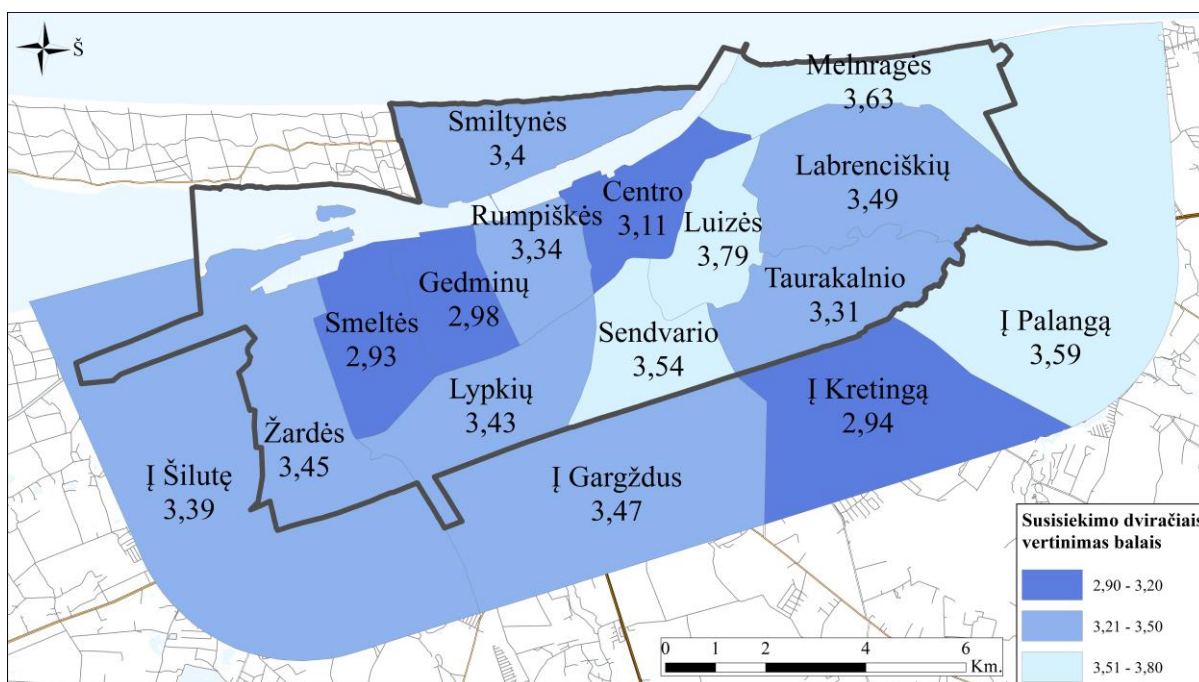 Š
Melnragės
3,63
Smiltynės
3,4
Labrenciškių
3,49
Centro
3,11
Rumpiškės
3,34
Luizės
3,79
Gedminų
2,98
Taurakalnio
3,31
Smeltės
2,93
Sendvario
3,54
Į Palangą
3,59
Lypkių
3,43
Į Kretingą
2,94
Žardės
3,45
Į Šilutę
3,39
Į Gargždus
3,47
Susisiekimo dviračiais
vertinimas balais
2,90 - 3,20
3,21 - 3,50
3,51 - 3,80
0 1 2 4 6
Km.